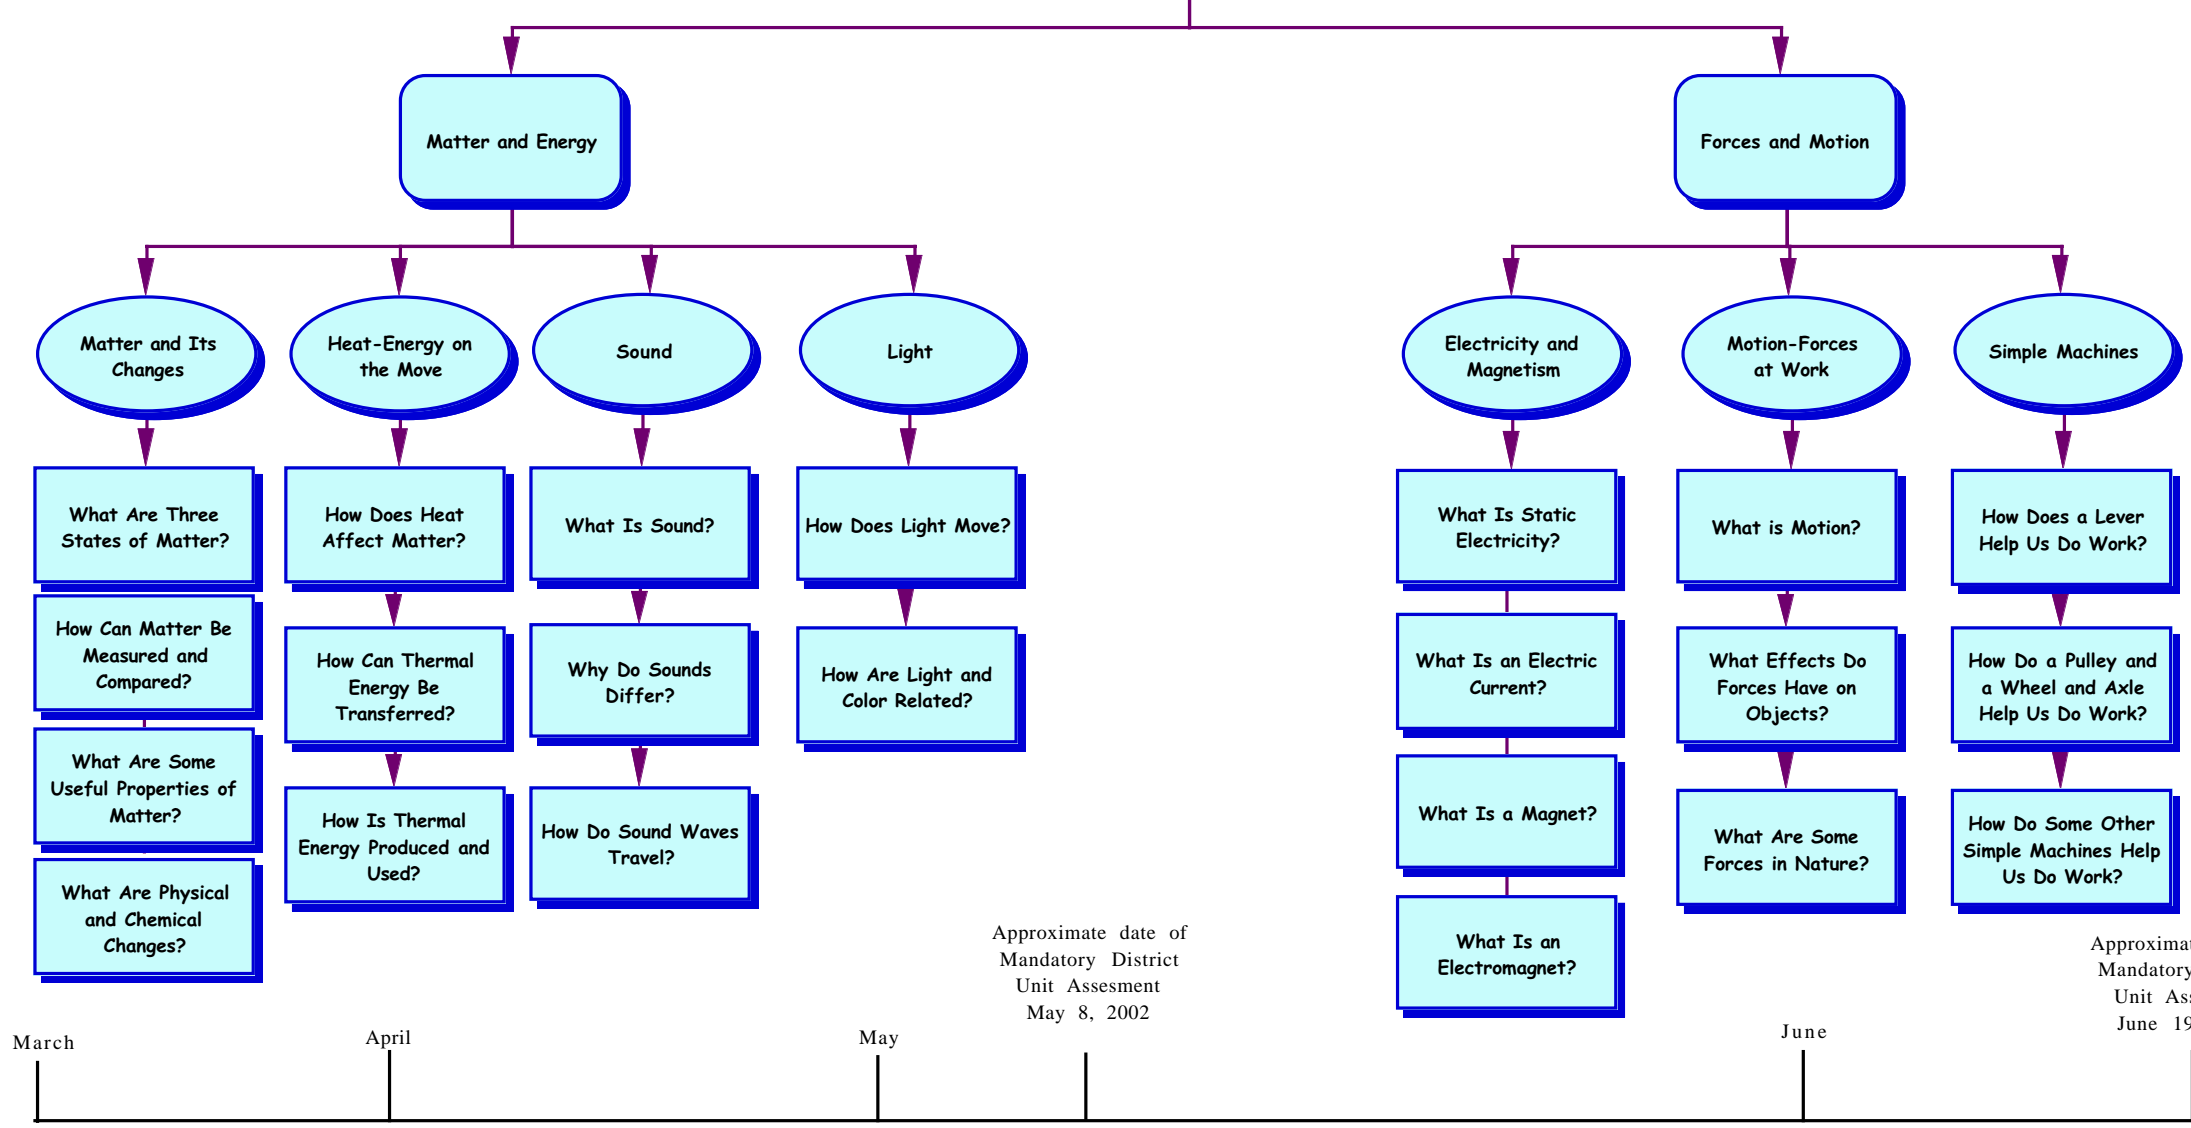 Matter and Energy
Forces and Motion
Matter and Its
Changes
Heat-Energy on
the Move
Sound
Light
Electricity and
Magnetism
Motion-Forces
at Work
Simple Machines
What Are Three
States of Matter?
How Can Matter Be
Measured and
Compared?
What Are Some
Useful Properties of
Matter?
What Are Physical
and Chemical
Changes?
How Does Heat
Affect Matter?
How Can Thermal
Energy Be
Transferred?
How Is Thermal
Energy Produced and
Used?
What Is Sound?
Why Do Sounds
Differ?
How Do Sound Waves
Travel?
How Does Light Move?
How Are Light and
Color Related?
What Is Static
Electricity?
What Is an Electric
Current?
What Is a Magnet?
What Is an
Electromagnet?
What is Motion?
What Effects Do
Forces Have on
Objects?
What Are Some
Forces in Nature?
How Does a Lever
Help Us Do Work?
How Do a Pulley and
a Wheel and Axle
Help Us Do Work?
How Do Some Other
Simple Machines Help
Us Do Work?
Approximate date of
Mandatory District
Unit Assesment
May 8, 2002
Mandatory
Unit
June 19
March
April
May
June